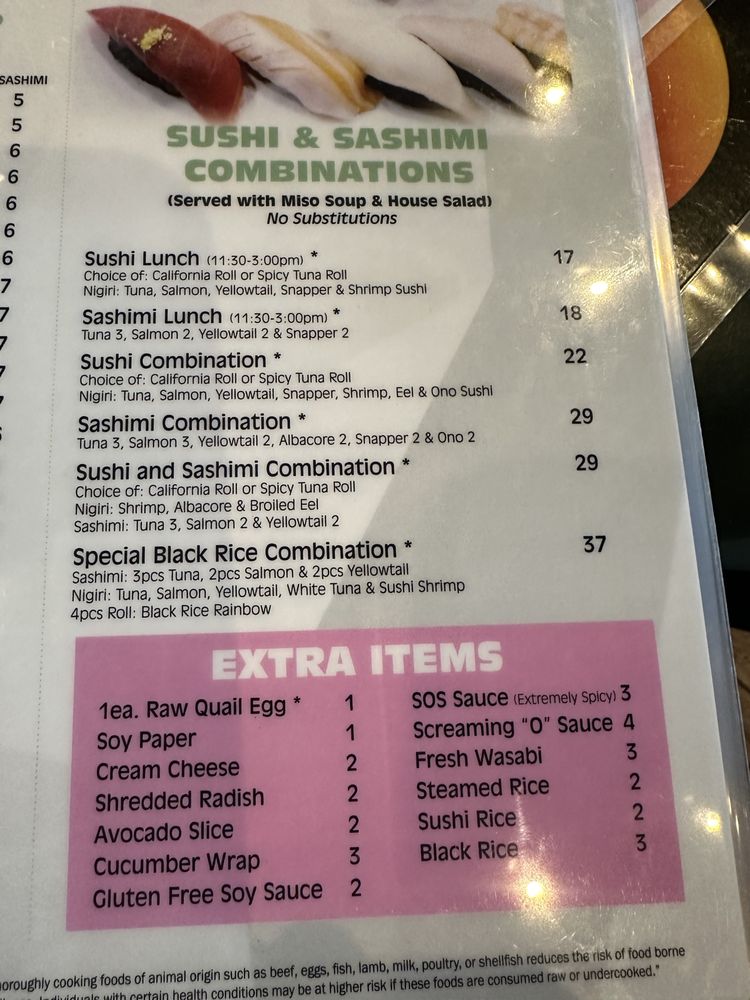 SASHIMI
5
5
6
6
6
6
6
7
7
7
7
7
SUSHI & SASHIMI
COMBINATIONS
(Served with Miso Soup & House Salad)
No Substitutions
Sushi Lunch (11:30-3:00pm) * 17
Choice of: California Roll or Spicy Tuna Roll
Nigiri: Tuna, Salmon, Yellowtail, Snapper & Shrimp Sushi
Sashimi Lunch (11:30-3:00pm) * 18
Tuna 3, Salmon 2, Yellowtail 2 & Snapper 2
Sushi Combination * 22
Choice of: California Roll or Spicy Tuna Roll
Nigiri: Tuna, Salmon, Yellowtail, Snapper, Shrimp, Eel & Ono Sushi
Sashimi Combination * 29
Tuna 3, Salmon 3, Yellowtail 2, Albacore 2, Snapper 2 & Ono 2
Sushi and Sashimi Combination * 29
Choice of: California Roll or Spicy Tuna Roll
Nigiri: Shrimp, Albacore & Broiled Eel
Sashimi: Tuna 3, Salmon 2 & Yellowtail 2
Special Black Rice Combination * 37
Sashimi: 3pcs Tuna, 2pcs Salmon & 2pcs Yellowtail
Nigiri: Tuna, Salmon, Yellowtail, White Tuna & Sushi Shrimp
4pcs Roll: Black Rice Rainbow
EXTRA ITEMS
1ea. Raw Quail Egg * 1
Soy Paper 1
Cream Cheese 2
Shredded Radish 2
Avocado Slice 2
Cucumber Wrap 3
Gluten Free Soy Sauce 2
SOS Sauce (Extremely Spicy) 3
Screaming "O" Sauce 4
Fresh Wasabi 3
Steamed Rice 2
Sushi Rice 2
Black Rice 3
cooking foods of animal origin such as beef, eggs, fish, lamb, milk, poultry, or shellfish reduces the risk of food borne
Individuals with certain health conditions may be at higher risk if these foods are consumed raw or undercooked."